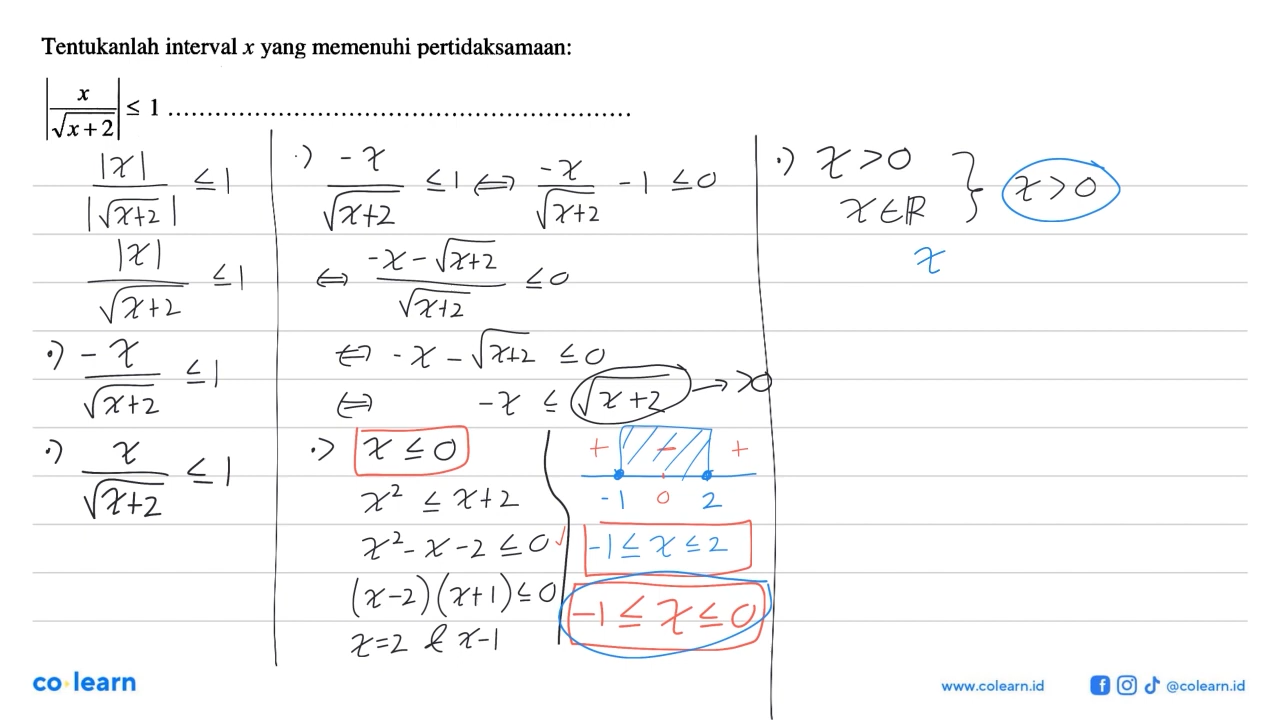 Tentukanlah interval x yang memenuhi pertidaksamaan:
|x/√(x+2)| ≤ 1 ........................................................
|x|/|√(x+2)| ≤ 1
|x|/√(x+2) ≤ 1
•) -x/√(x+2) ≤ 1
•) x/√(x+2) ≤ 1
•) -x/√(x+2) ≤ 1 ⇔ -x/√(x+2) - 1 ≤ 0
⇔ (-x - √(x+2))/√(x+2) ≤ 0
⇔ -x - √(x+2) ≤ 0
⇔ -x ≤ √(x+2) → >0
•) x ≤ 0
x² ≤ x+2
x² - x - 2 ≤ 0
(x-2)(x+1) ≤ 0
x=2 & x-1
+ - +
-1 0 2
-1 ≤ x ≤ 2
-1 ≤ x ≤ 0
•) x > 0
x ∈ ℝ } x > 0
x
co learn
www.colearn.id
@colearn.id